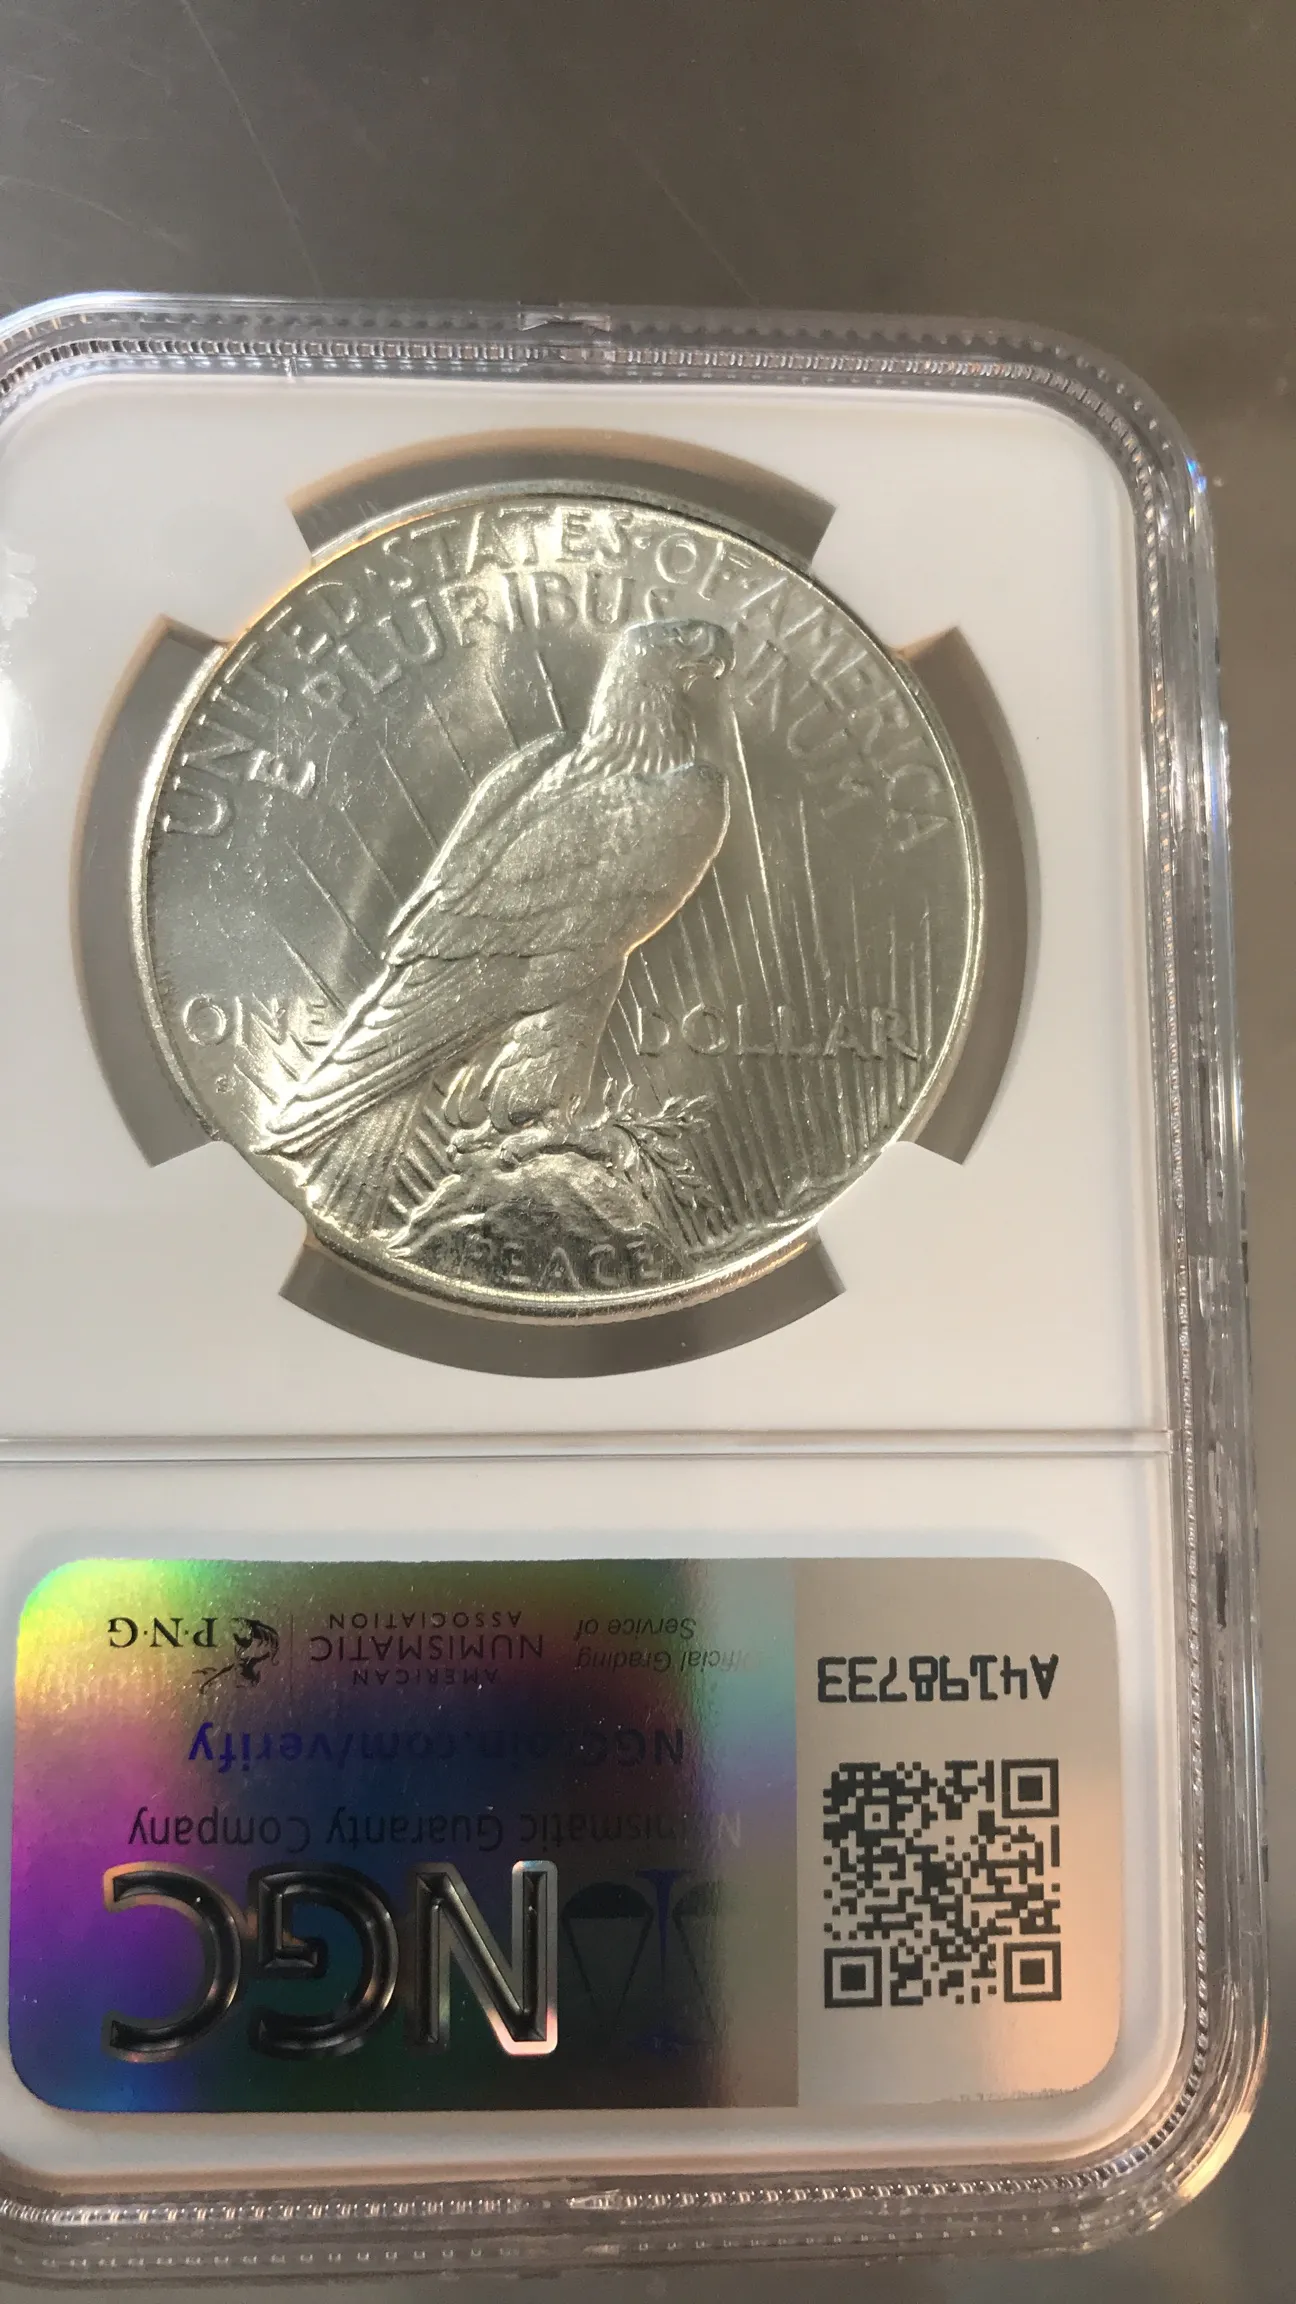 UNITED·STATES·OF·AMERICA
E PLURIBUS UNUM
ONE DOLLAR
S
PEACE
NGC
Numismatic Guaranty Company
NGCcoin.com/verify
Official Grading
Service of
AMERICAN
NUMISMATIC
ASSOCIATION
P·N·G
A4198733